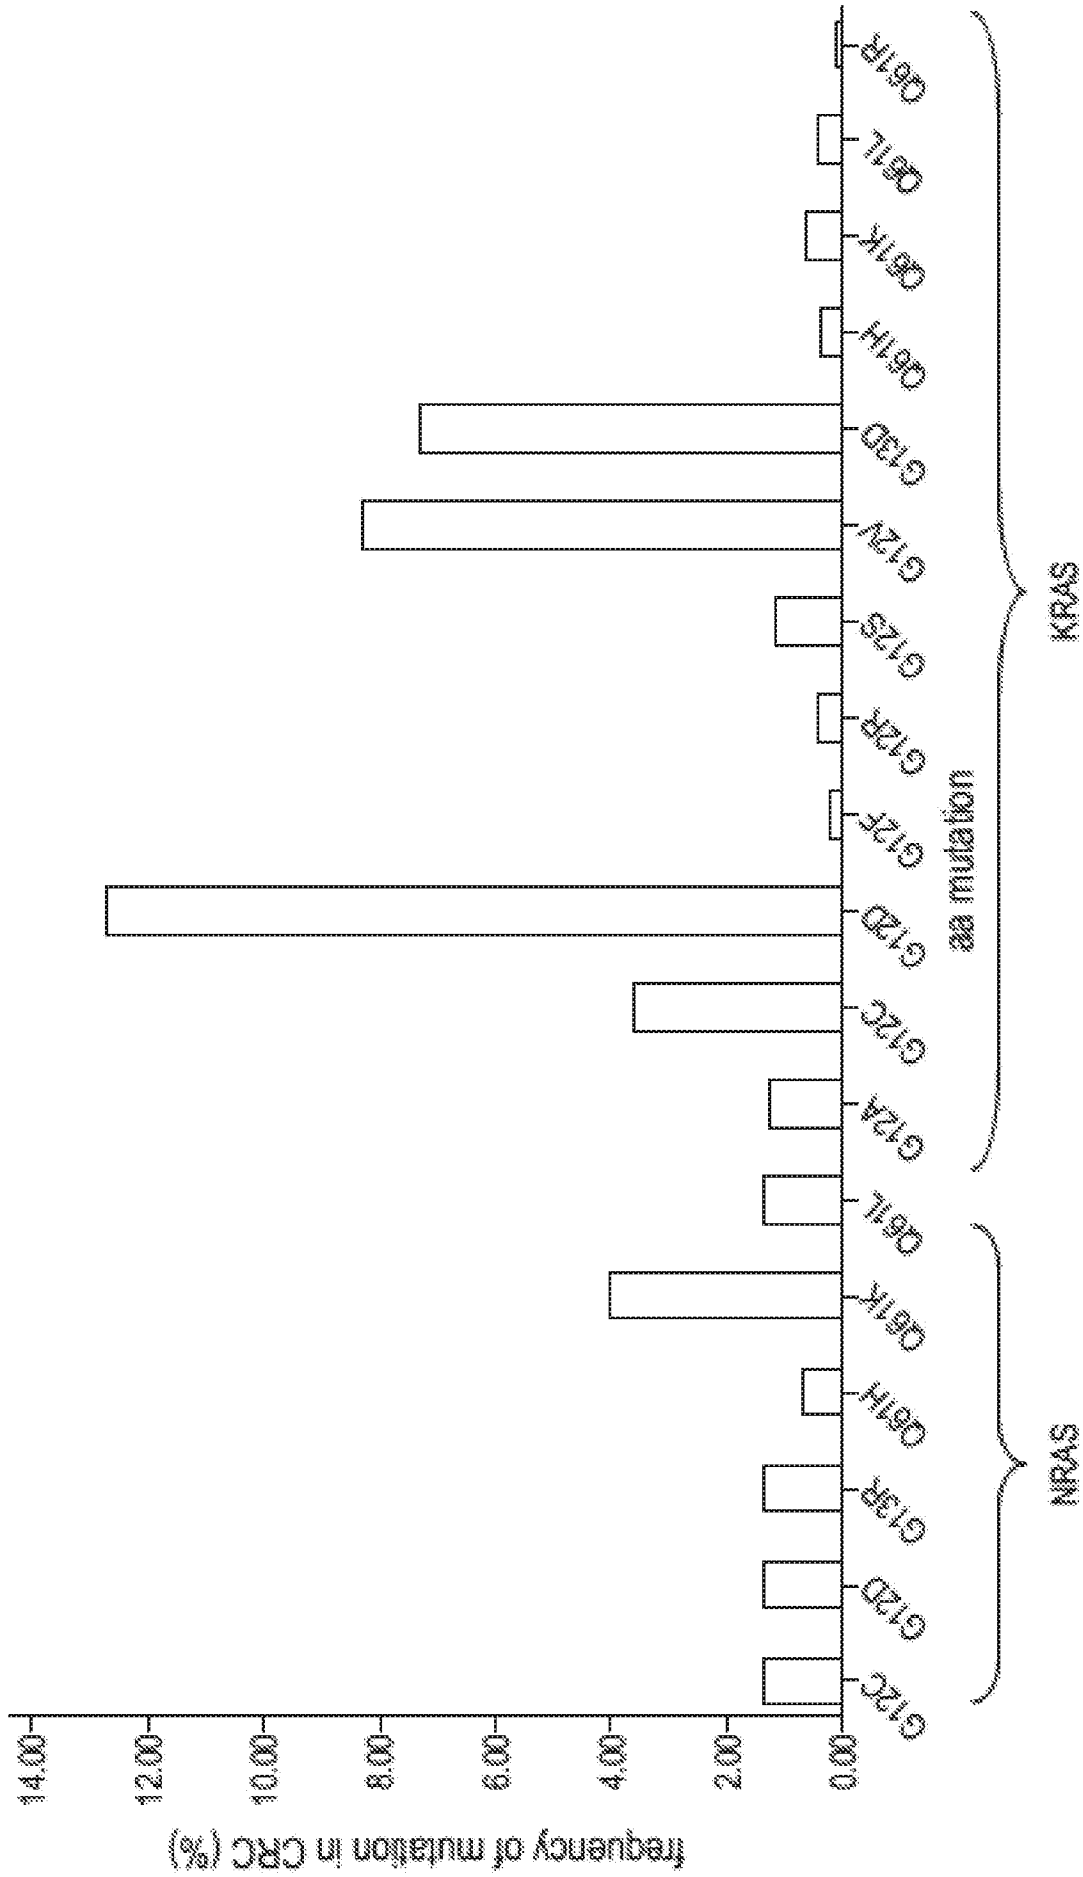 frequency of mutation in CRC (%)
14.00
12.00
10.00
8.00
6.00
4.00
2.00
0.00
G12C
G12D
G13R
Q61H
Q61K
Q61L
G12A
G12C
G12D
G12F
G12R
G12S
G12V
G13D
Q61H
Q61K
Q61L
Q61R
aa mutation
NRAS
KRAS